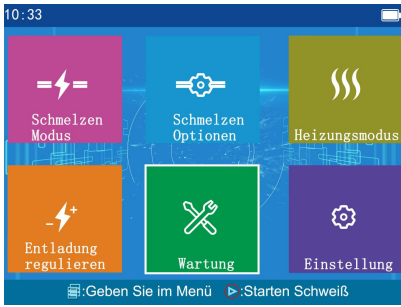 10:33
Schmelzen
Modus
Schmelzen
Optionen
Heizungsmodus
Entladung
regulieren
Wartung
Einstellung
:Geben Sie im Menü :Starten Schweiß